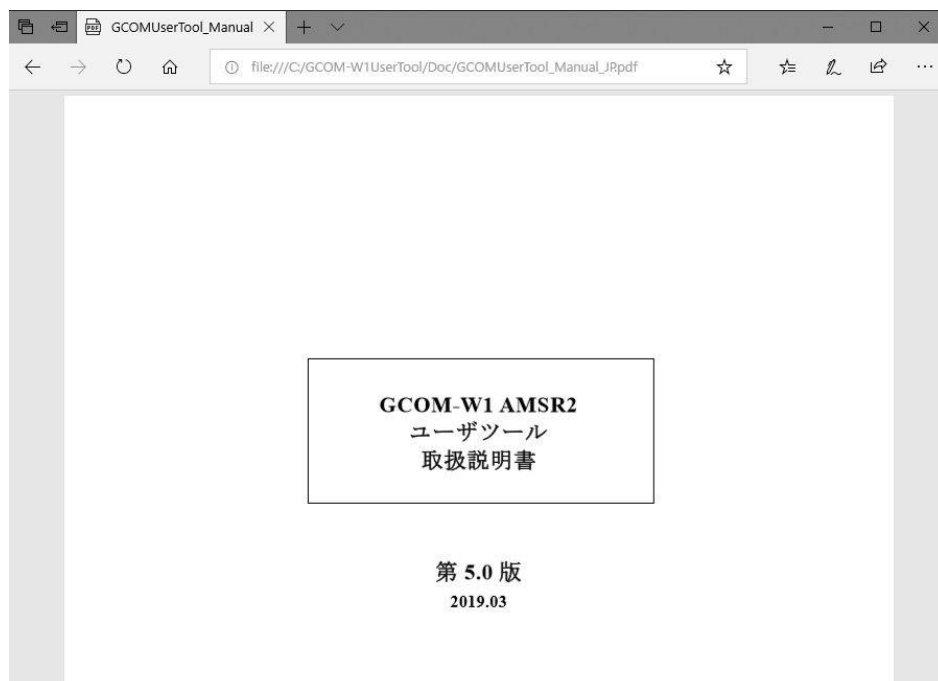 GCOMUserTool_Manual
file:///C:/GCOM-W1UserTool/Doc/GCOMUserTool_Manual_JP.pdf
GCOM-W1 AMSR2
ユーザツール
取扱説明書
第 5.0 版
2019.03